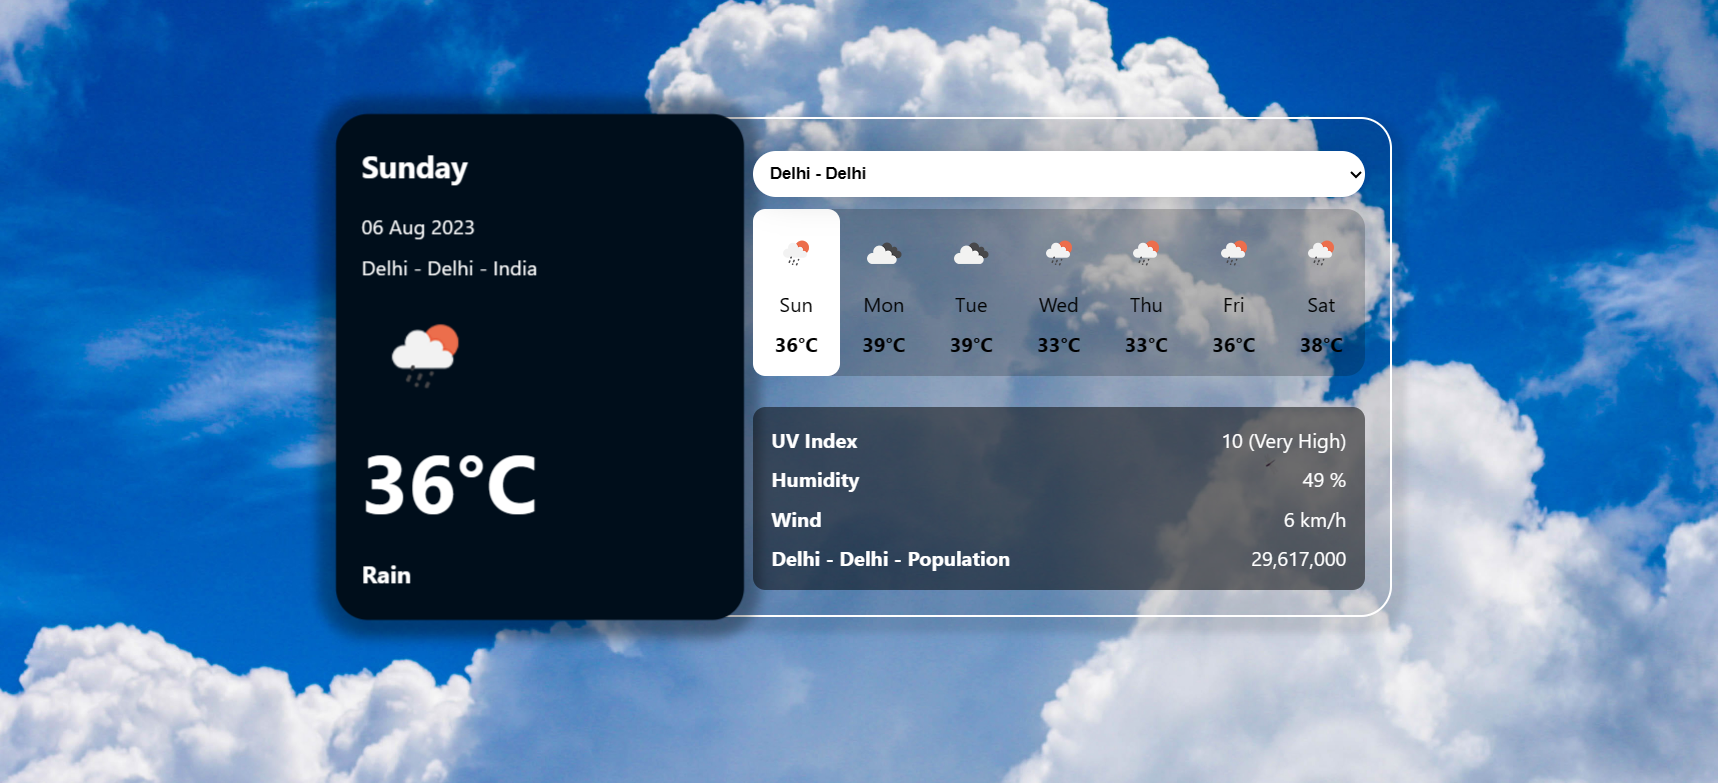 Sunday
06 Aug 2023
Delhi - Delhi - India
36°C
Rain
Delhi - Delhi
Sun Mon Tue Wed Thu Fri Sat
36°C 39°C 39°C 33°C 33°C 36°C 38°C
UV Index 10 (Very High)
Humidity 49 %
Wind 6 km/h
Delhi - Delhi - Population 29,617,000